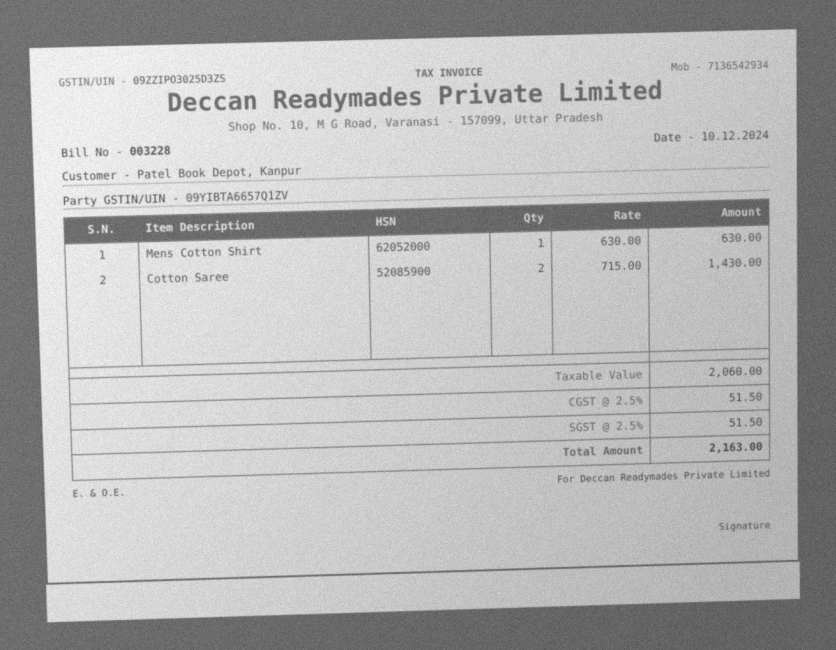 GSTIN/UIN - 09ZZIPO3025D3ZS TAX INVOICE Mob - 7136542934
Deccan Readymades Private Limited
Shop No. 10, M G Road, Varanasi - 157099, Uttar Pradesh
Bill No - 003228 Date - 10.12.2024
Customer - Patel Book Depot, Kanpur
Party GSTIN/UIN - 09YIBTA6657Q1ZV
S.N. Item Description HSN Qty Rate Amount
1 Mens Cotton Shirt 62052000 1 630.00 630.00
2 Cotton Saree 52085900 2 715.00 1,430.00
Taxable Value 2,060.00
CGST @ 2.5% 51.50
SGST @ 2.5% 51.50
Total Amount 2,163.00
E. & O.E. For Deccan Readymades Private Limited
Signature